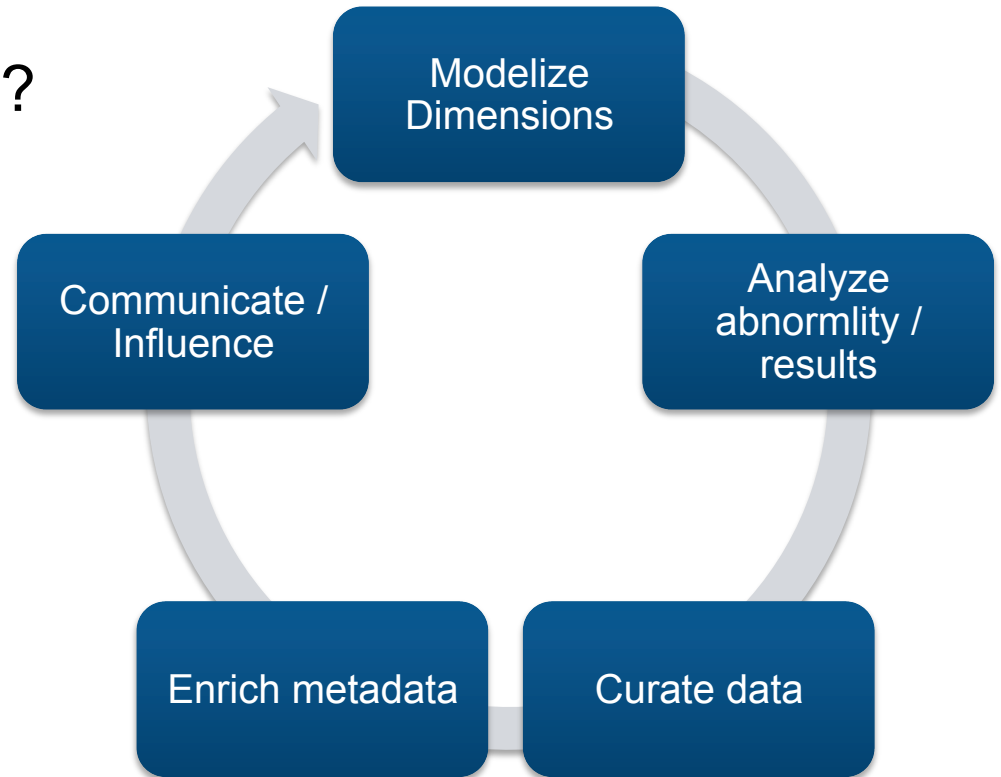 ?
Modelize
Dimensions
Analyze
abnormlity /
results
Curate data
Enrich metadata
Communicate /
Influence